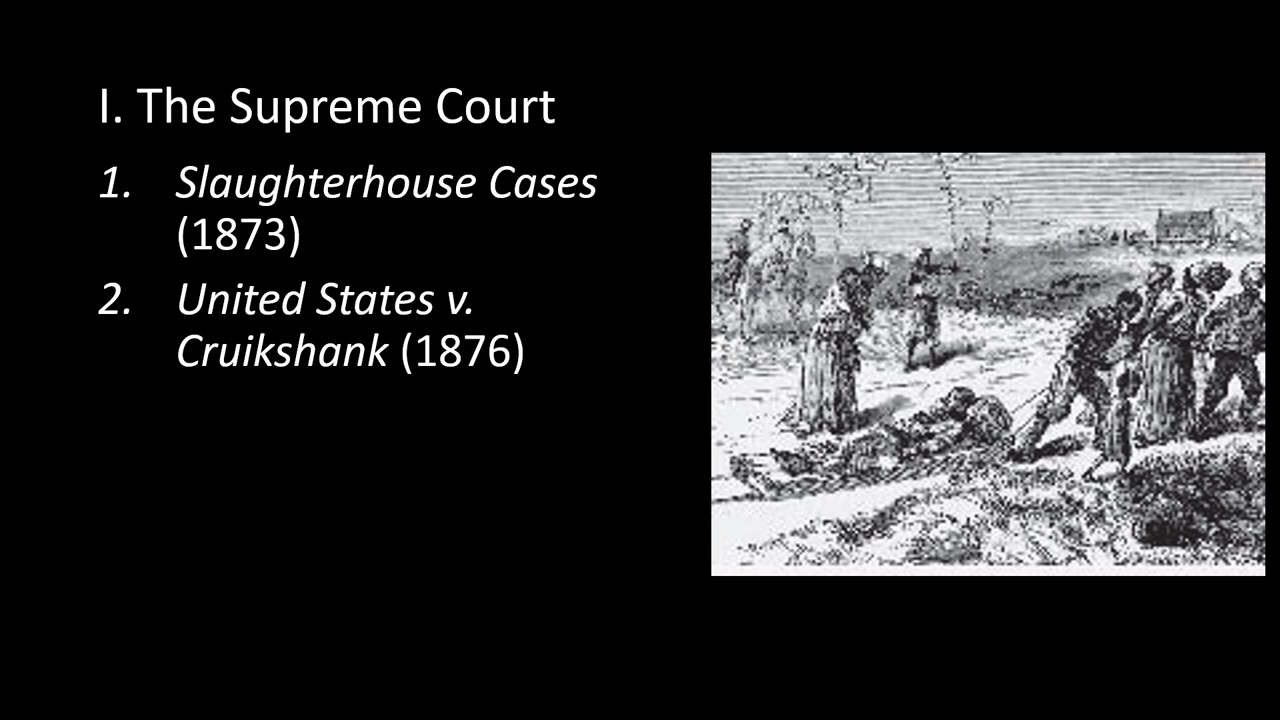 I. The Supreme Court
1. Slaughterhouse Cases
(1873)
2. United States v.
Cruikshank (1876)